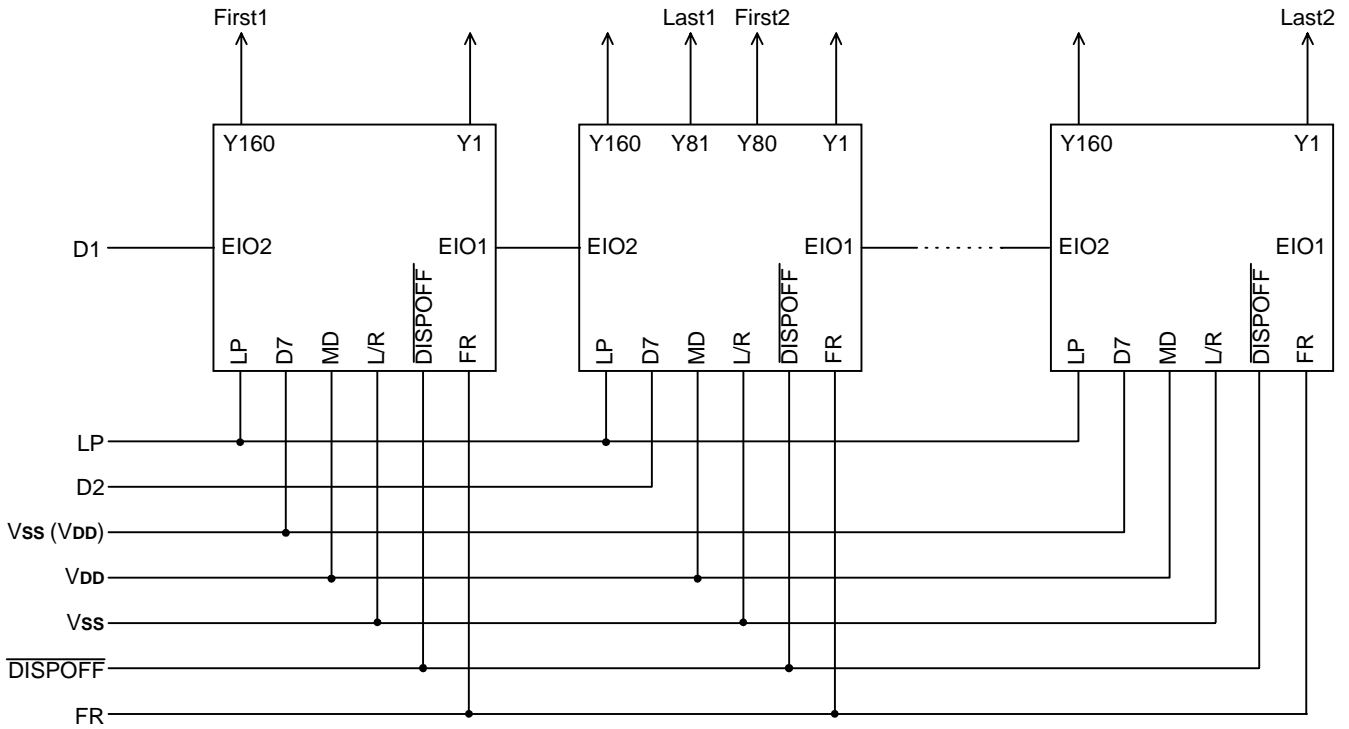 First1 Last1 First2 Last2
Y160 Y1 Y160 Y81 Y80 Y1 Y160 Y1
D1 EIO2 EIO1 EIO2 EIO1 EIO2 EIO1
LP D7 MD L/R DISPOFF FR LP D7 MD L/R DISPOFF FR LP D7 MD L/R DISPOFF FR
LP
D2
VSS (VDD)
VDD
VSS
DISPOFF
FR